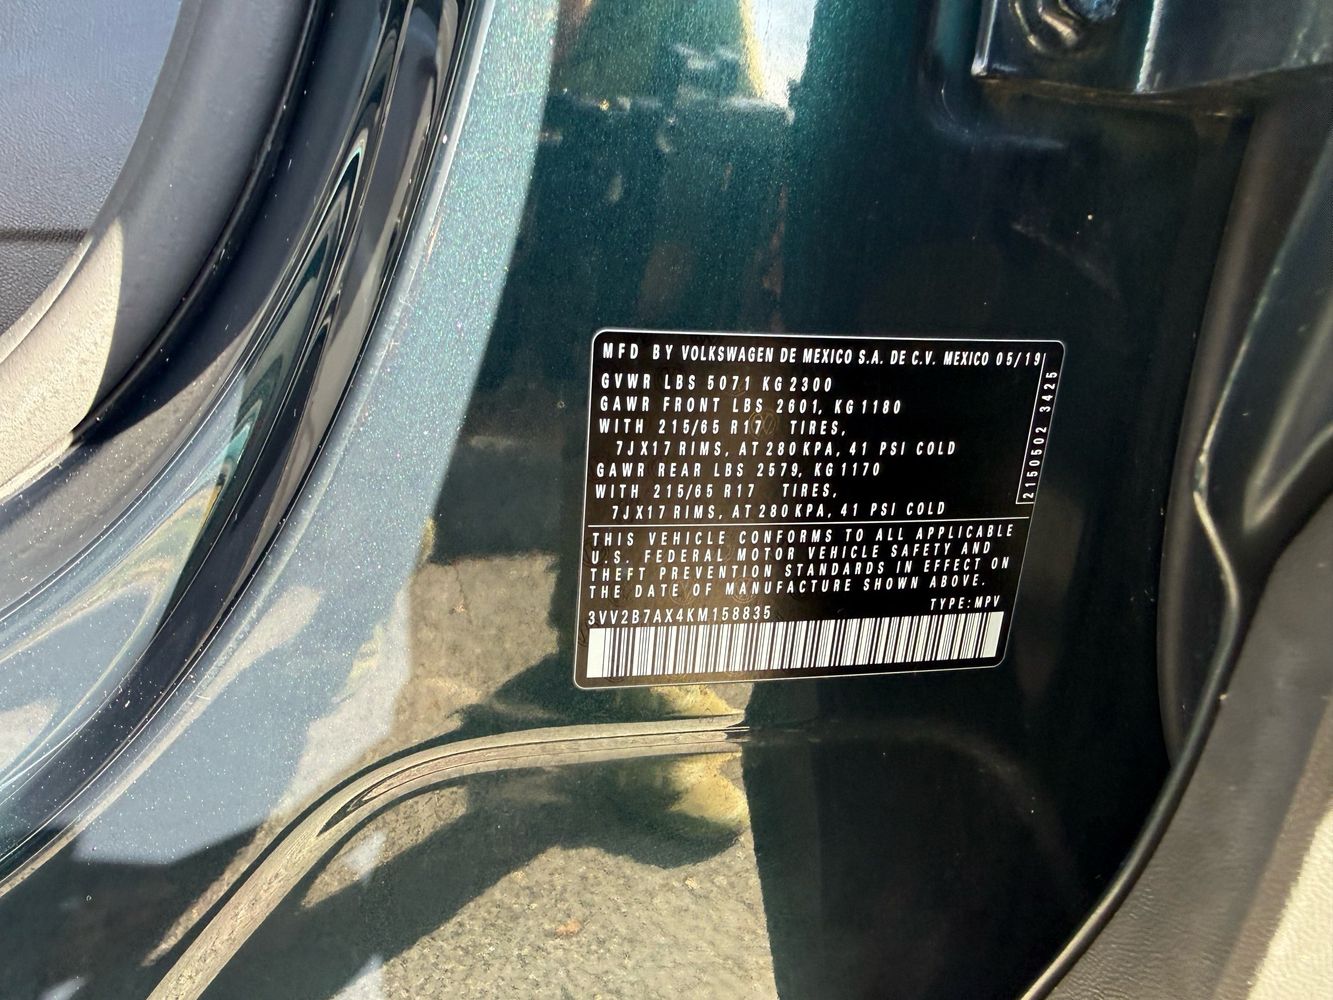 MFD BY VOLKSWAGEN DE MEXICO S.A. DE C.V. MEXICO 05/19
GVWR LBS 5071 KG 2300
GAWR FRONT LBS 2601, KG 1180
WITH 215/65 R17 TIRES,
7JX17 RIMS, AT 280 KPA, 41 PSI COLD
GAWR REAR LBS 2579, KG 1170
WITH 215/65 R17 TIRES,
7JX17 RIMS, AT 280 KPA, 41 PSI COLD
2150502 3425
THIS VEHICLE CONFORMS TO ALL APPLICABLE
U.S. FEDERAL MOTOR VEHICLE SAFETY AND
THEFT PREVENTION STANDARDS IN EFFECT ON
THE DATE OF MANUFACTURE SHOWN ABOVE.
3VV2B7AX4KM158835 TYPE: MPV